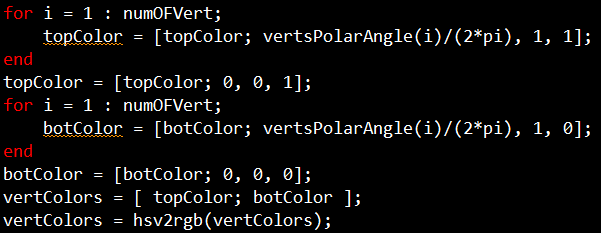 for i = 1 : numOFVert;
topColor = [topColor; vertsPolarAngle(i)/(2*pi), 1, 1];
end
topColor = [topColor; 0, 0, 1];
for i = 1 : numOFVert;
botColor = [botColor; vertsPolarAngle(i)/(2*pi), 1, 0];
end
botColor = [botColor; 0, 0, 0];
vertColors = [ topColor; botColor ];
vertColors = hsv2rgb(vertColors);